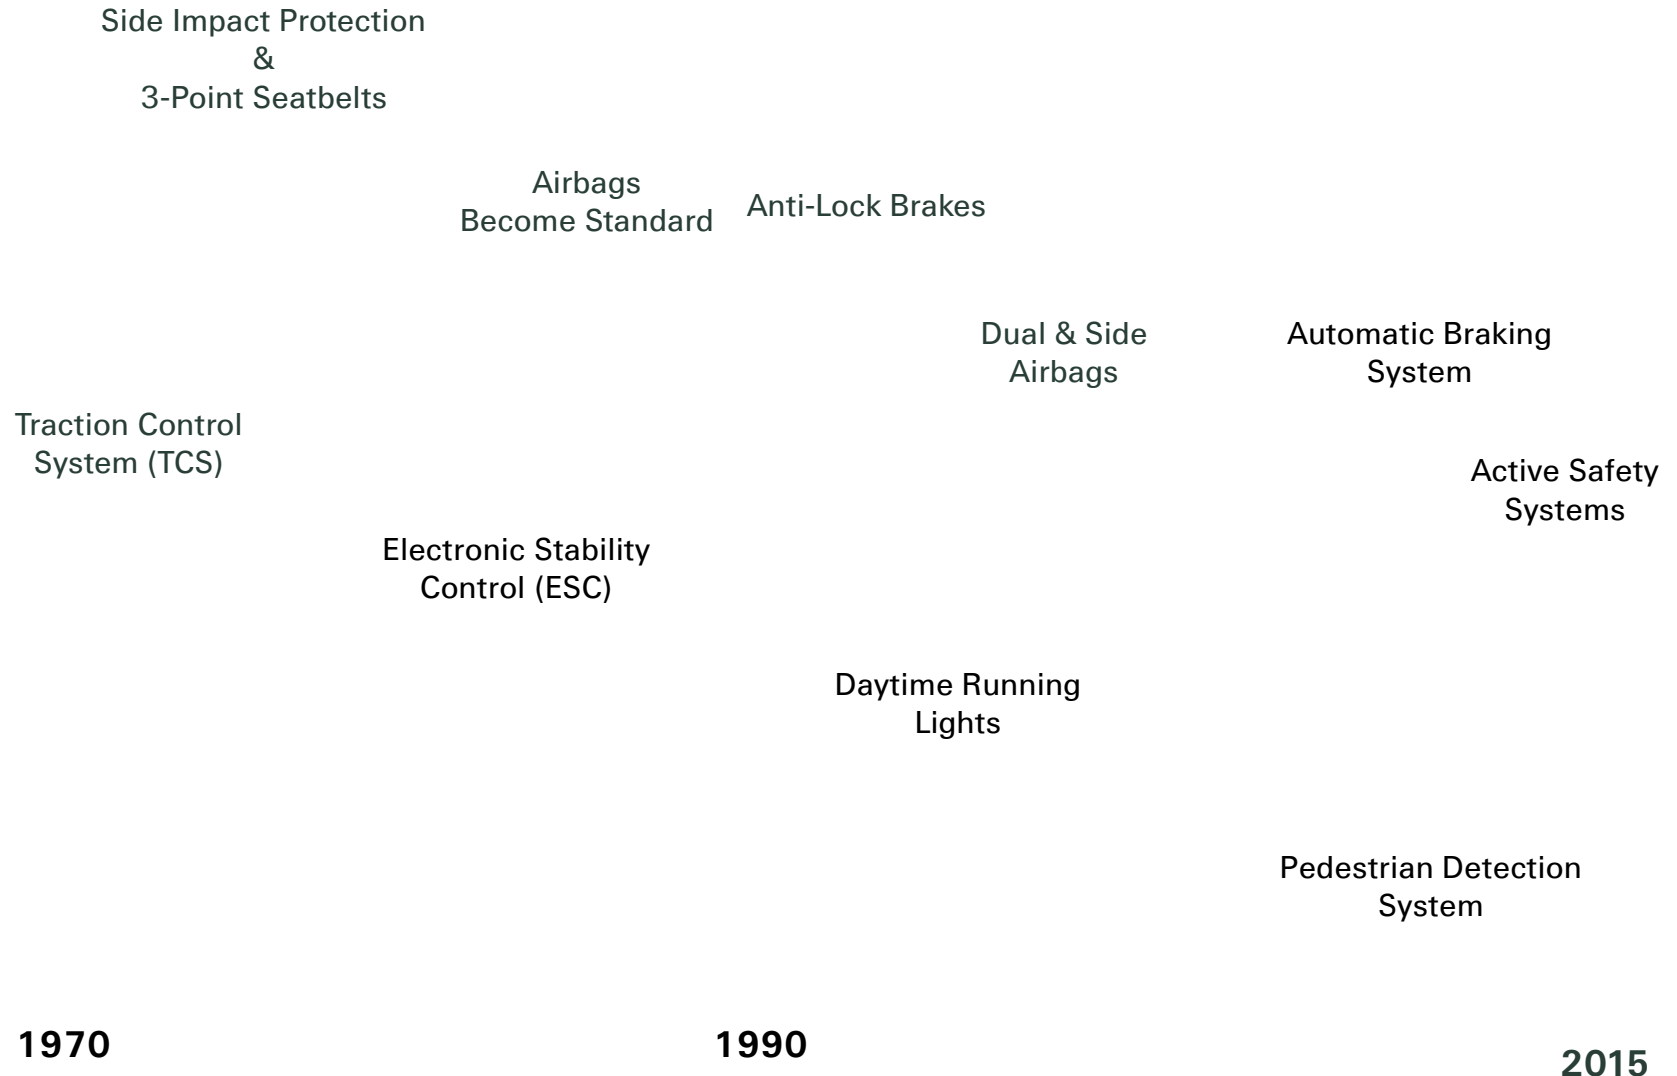 Side Impact Protection
&
3-Point Seatbelts
Airbags
Become Standard
Anti-Lock Brakes
Dual & Side
Airbags
Automatic Braking
System
Traction Control
System (TCS)
Active Safety
Systems
Electronic Stability
Control (ESC)
Daytime Running
Lights
Pedestrian Detection
System
1970
1990
2015